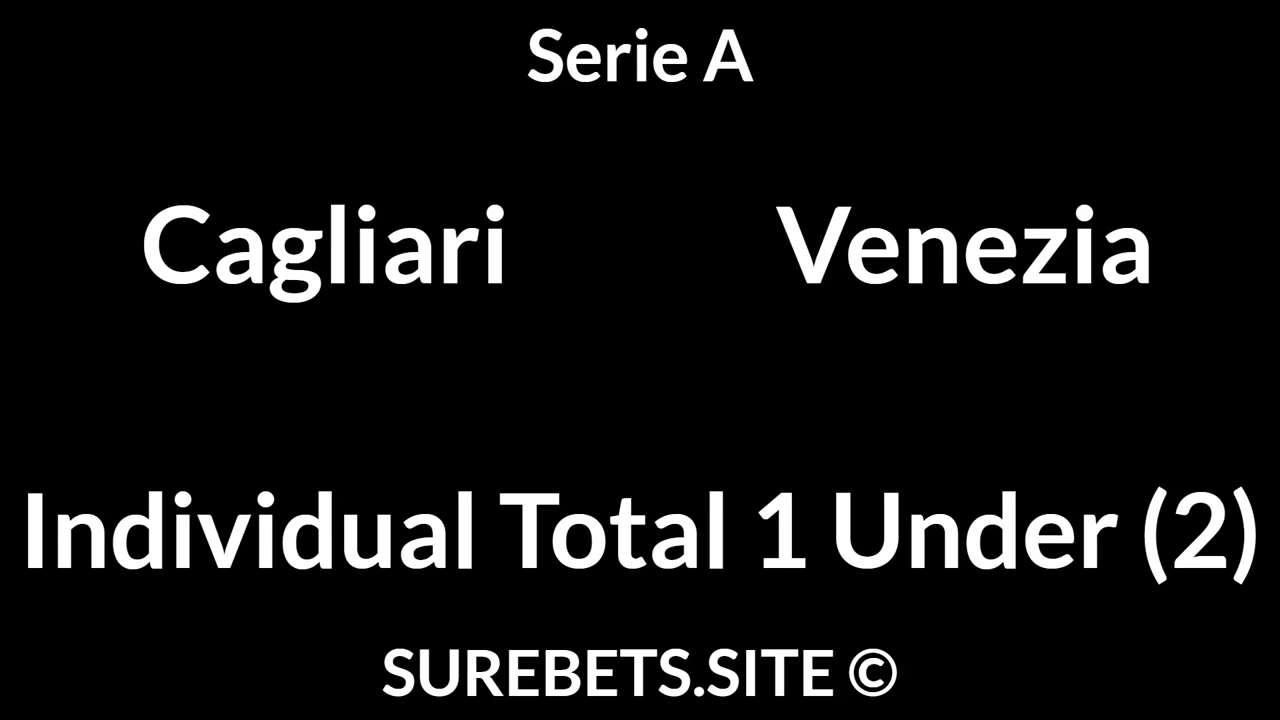 Serie A
Cagliari Venezia
Individual Total 1 Under (2)
SUREBETS.SITE ©